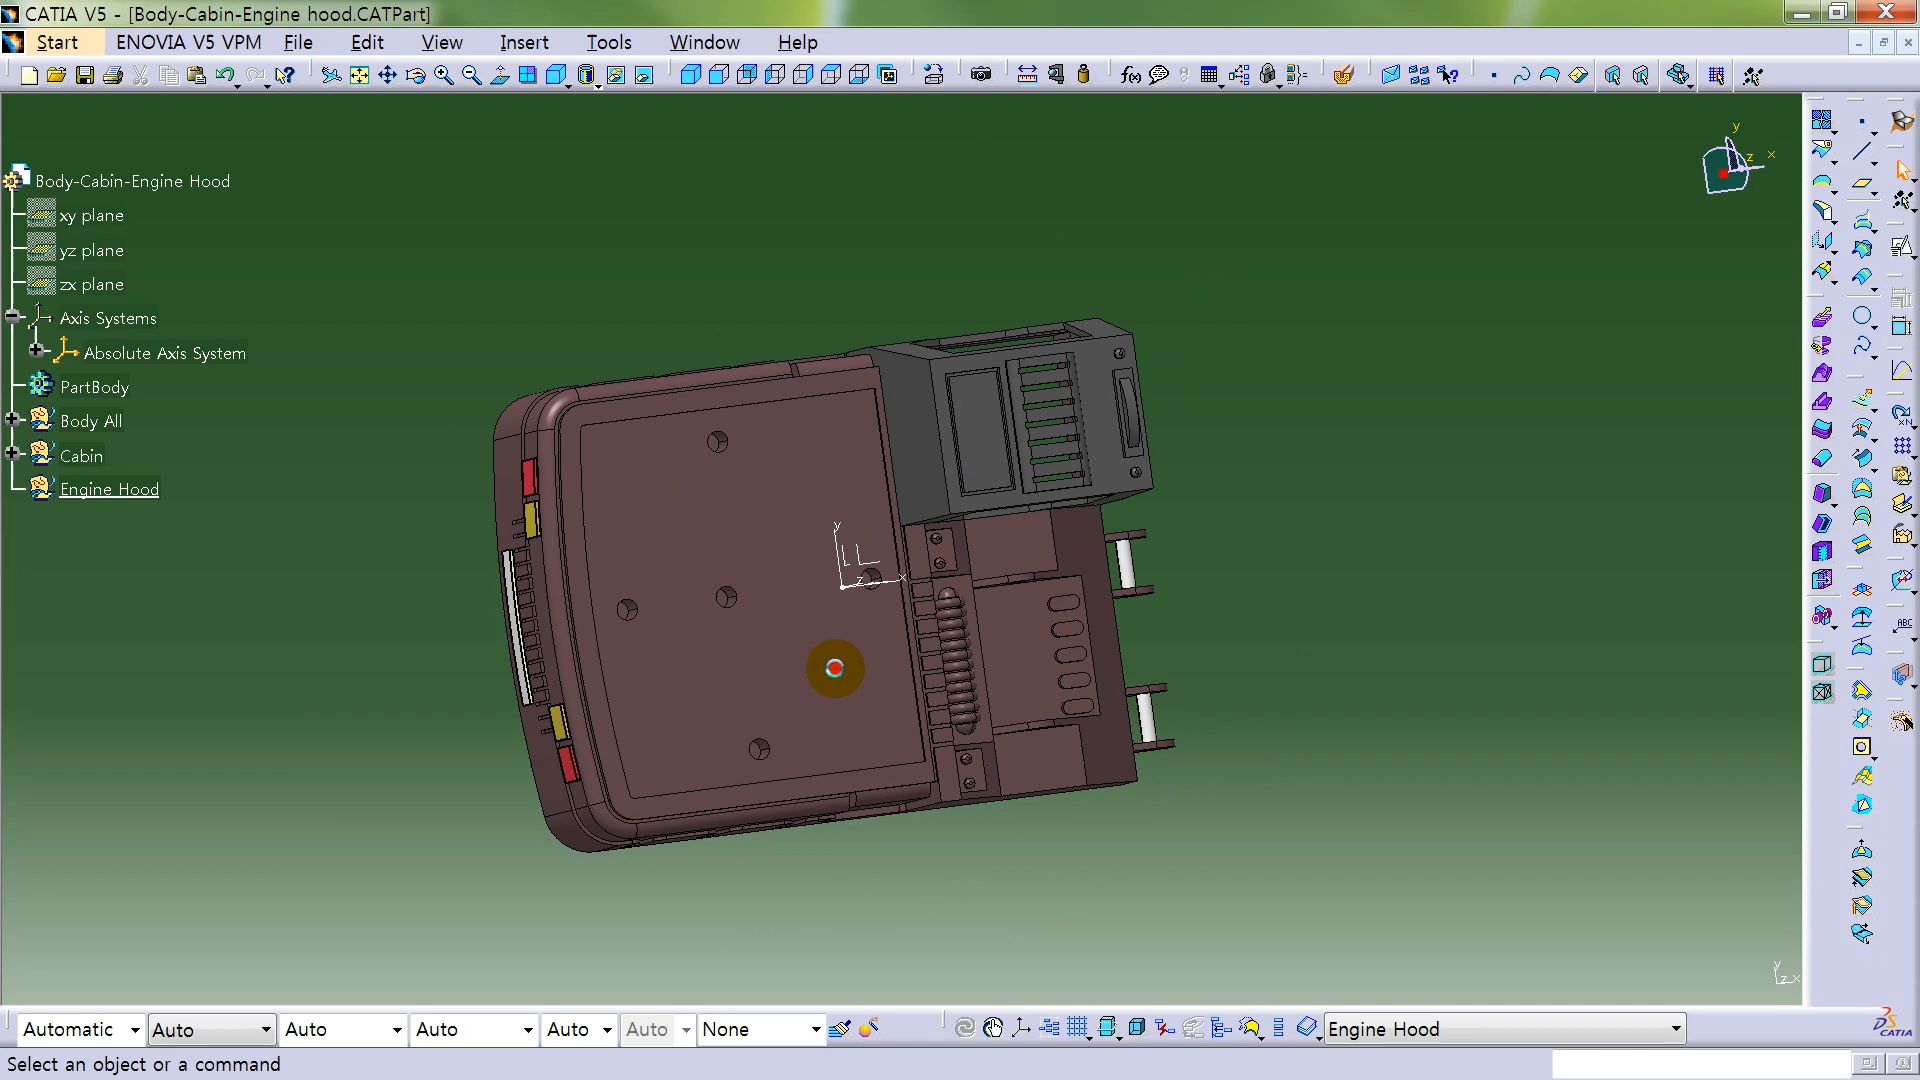 CATIA V5 - [Body-Cabin-Engine hood.CATPart]
Start ENOVIA V5 VPM File Edit View Insert Tools Window Help
f(x)
y
z x
Body-Cabin-Engine Hood
xy plane
yz plane
zx plane
Axis Systems
Absolute Axis System
PartBody
Body All
Cabin
Engine Hood
y
z x
ABC
y
z x
Automatic Auto Auto Auto Auto Auto None Engine Hood
CATIA
Select an object or a command